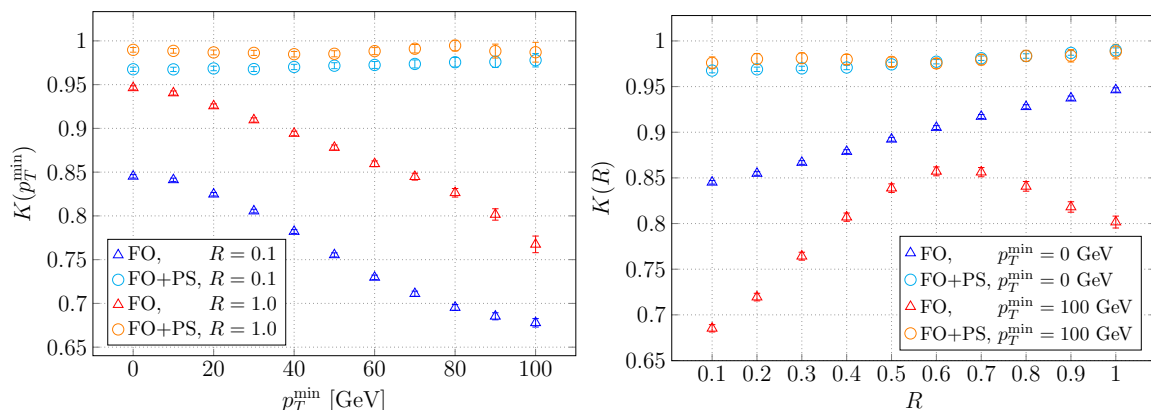 1
0.95
0.9
0.85
0.8
0.75
0.7
0.65
K(p_T^min)
FO, R = 0.1
FO+PS, R = 0.1
FO, R = 1.0
FO+PS, R = 1.0
0 20 40 60 80 100
p_T^min [GeV]
1
0.95
0.9
0.85
0.8
0.75
0.7
0.65
K(R)
FO, p_T^min = 0 GeV
FO+PS, p_T^min = 0 GeV
FO, p_T^min = 100 GeV
FO+PS, p_T^min = 100 GeV
0.1 0.2 0.3 0.4 0.5 0.6 0.7 0.8 0.9 1
R